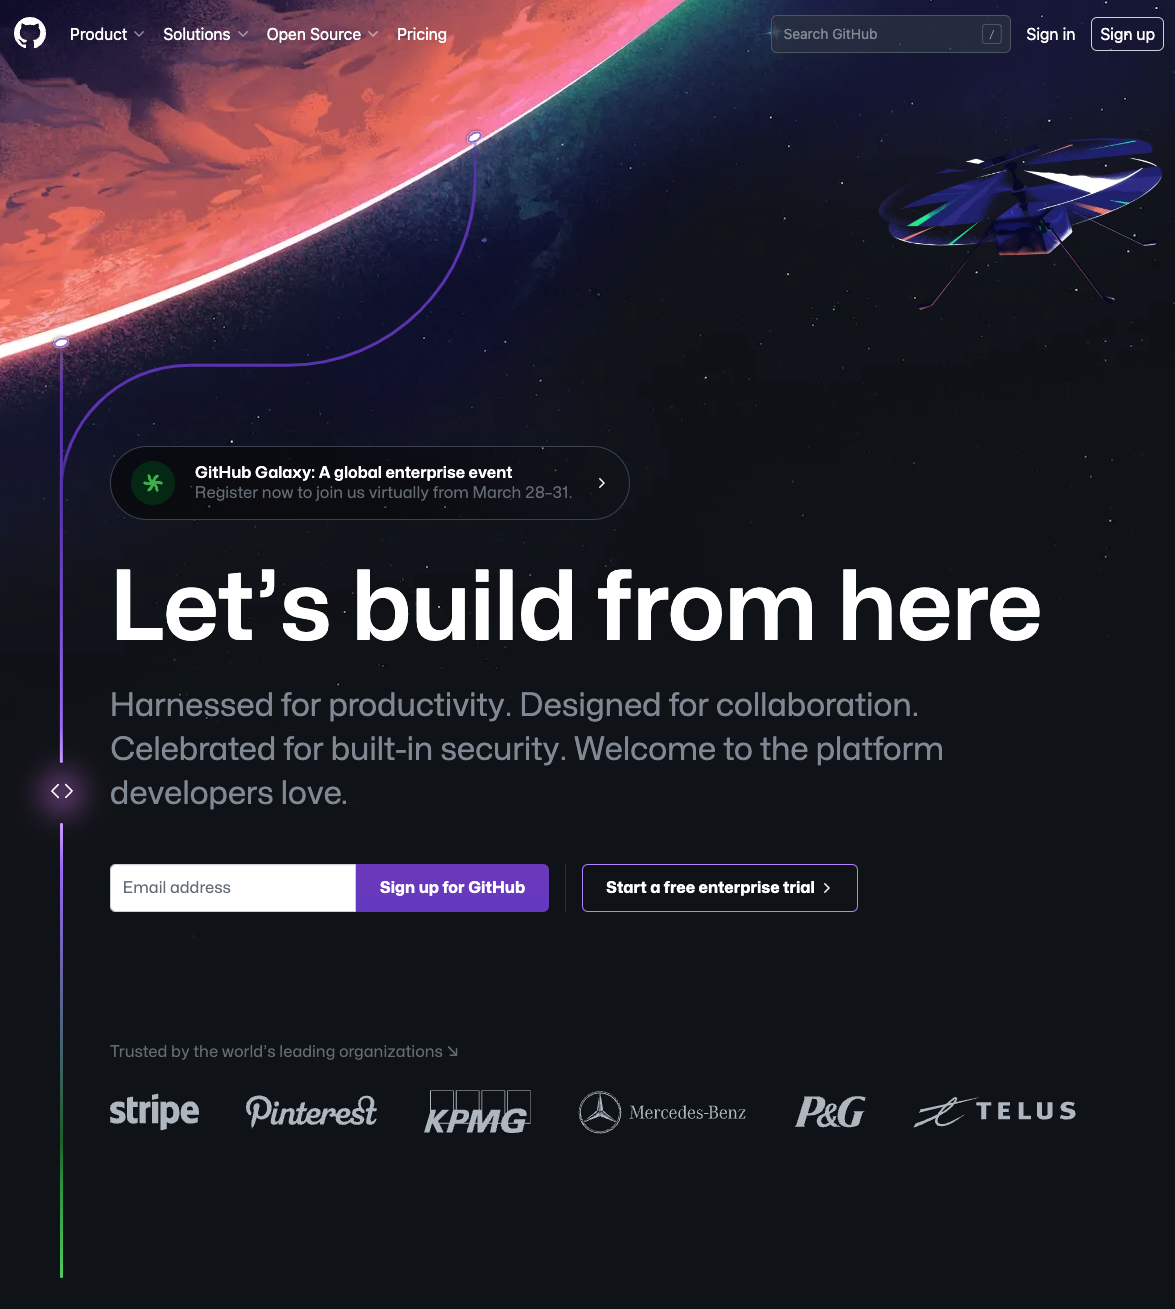 Product Solutions Open Source Pricing Search GitHub / Sign in Sign up
GitHub Galaxy: A global enterprise event
Register now to join us virtually from March 28–31.
Let’s build from here
Harnessed for productivity. Designed for collaboration.
Celebrated for built-in security. Welcome to the platform
developers love.
Email address Sign up for GitHub Start a free enterprise trial
Trusted by the world’s leading organizations
stripe Pinterest KPMG Mercedes-Benz P&G TELUS